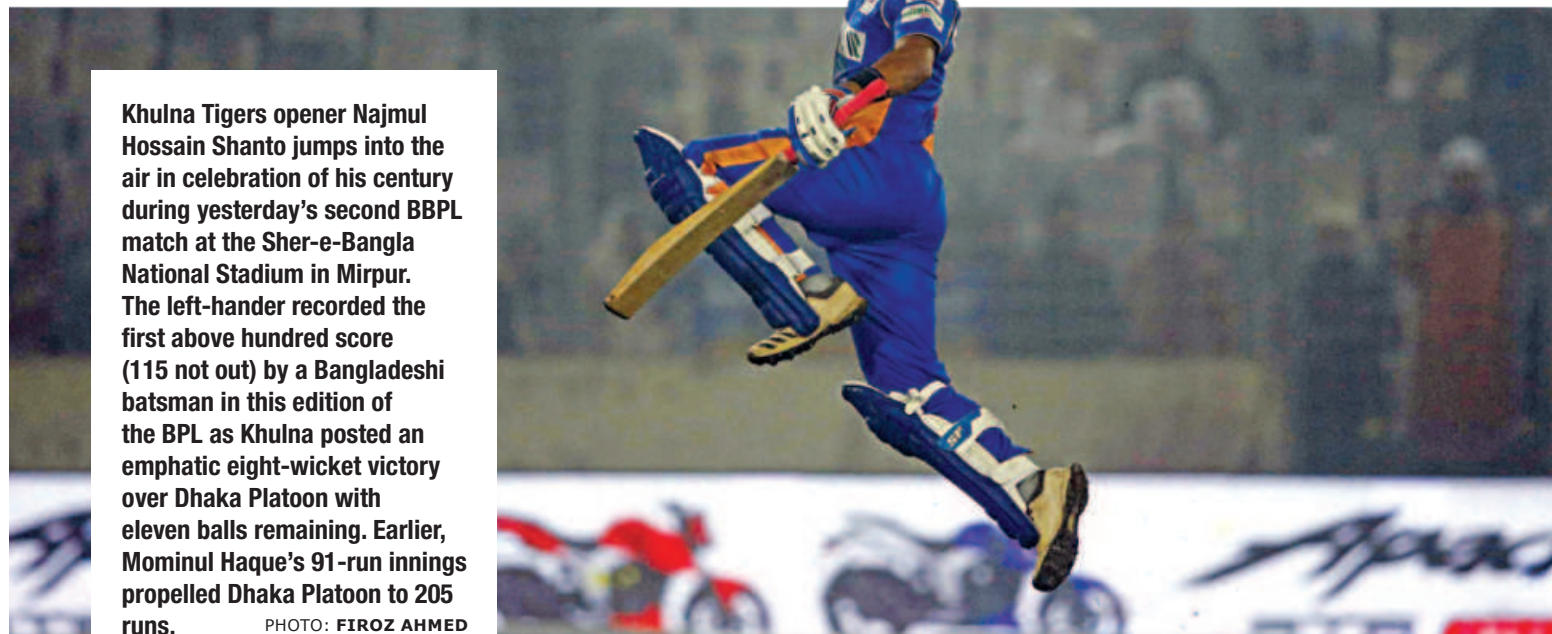 Khulna Tigers opener Najmul
Hossain Shanto jumps into the
air in celebration of his century
during yesterday's second BBPL
match at the Sher-e-Bangla
National Stadium in Mirpur.
The left-hander recorded the
first above hundred score
(115 not out) by a Bangladeshi
batsman in this edition of
the BPL as Khulna posted an
emphatic eight-wicket victory
over Dhaka Platoon with
eleven balls remaining. Earlier,
Mominul Haque's 91-run innings
propelled Dhaka Platoon to 205
runs. PHOTO: FIROZ AHMED
SF